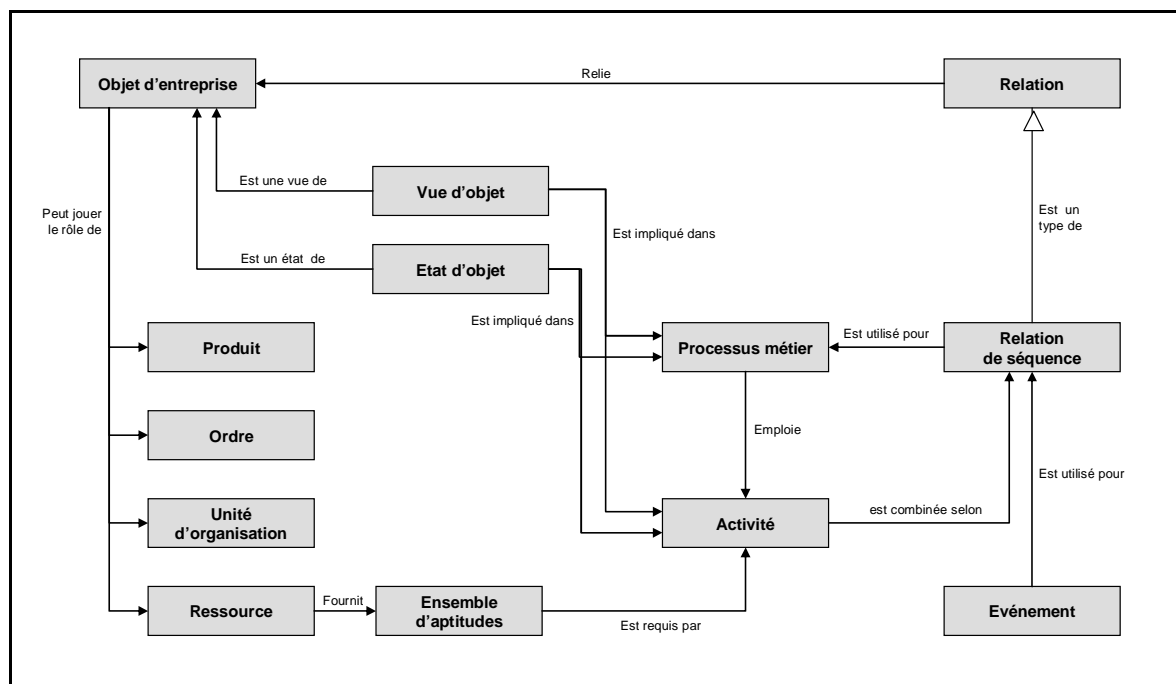 Relie
Objet d'entreprise
Relation
Est une vue de
Vue d'objet
Peut jouer
le rôle de
Est un
type de
Est impliqué dans
Est un état de
Etat d'objet
Est impliqué dans
Produit
Processus métier
Est utilisé pour
Relation
de séquence
Ordre
Emploie
Est utilisé pour
Unité
d'organisation
Activité
est combinée selon
Ressource
Fournit
Ensemble
d'aptitudes
Est requis par
Evénement